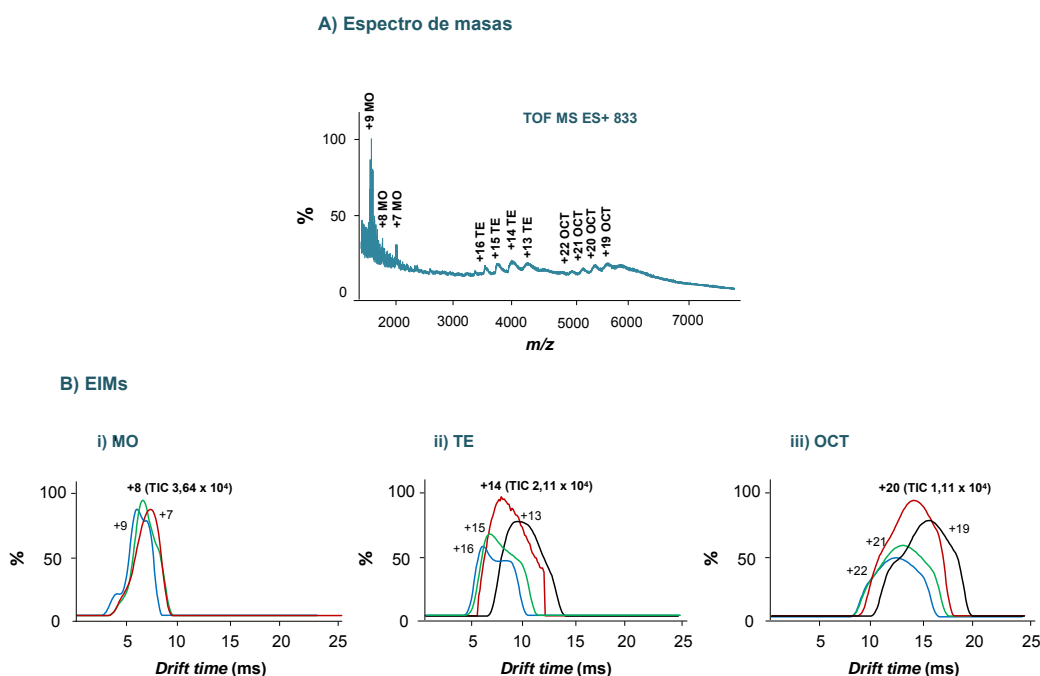 A) Espectro de masas
TOF MS ES+ 833
+9 MO
+8 MO
+7 MO
+16 TE
+15 TE
+14 TE
+13 TE
+22 OCT
+21 OCT
+20 OCT
+19 OCT
100
50
0
%
2000 3000 4000 5000 6000 7000
m/z
B) EIMs
i) MO
+8 (TIC 3,64 x 10⁴)
+9
+7
100
50
0
%
5 10 15 20 25
Drift time (ms)
ii) TE
+14 (TIC 2,11 x 10⁴)
+13
+15
+16
100
50
0
%
5 10 15 20 25
Drift time (ms)
iii) OCT
+20 (TIC 1,11 x 10⁴)
+19
+21
+22
100
50
0
%
5 10 15 20 25
Drift time (ms)